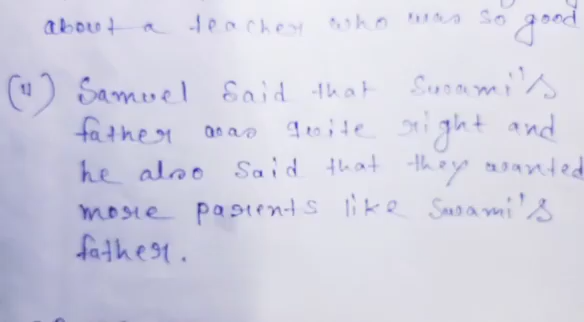 about a teacher who was so good
(4) Samuel said that Swami's
father was quite right and
he also said that they wanted
more parents like Swami's
father.